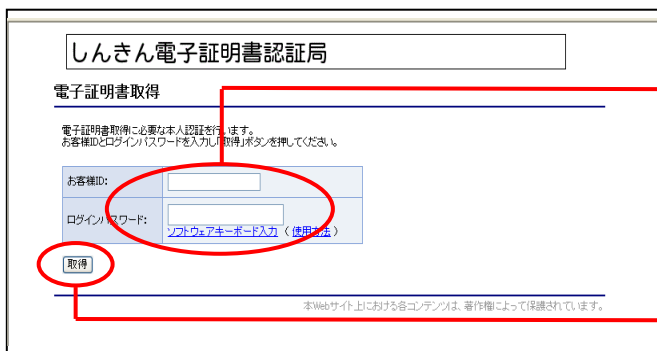 しんきん電子証明書認証局
電子証明書取得
電子証明書取得に必要な本人認証を行います。
お客様IDとログインパスワードを入力し「取得」ボタンを押してください。
お客様ID:
ログインパスワード:
ソフトウェアキーボード入力 ( 使用方法 )
取得
本Webサイト上における各コンテンツは、著作権によって保護されています。